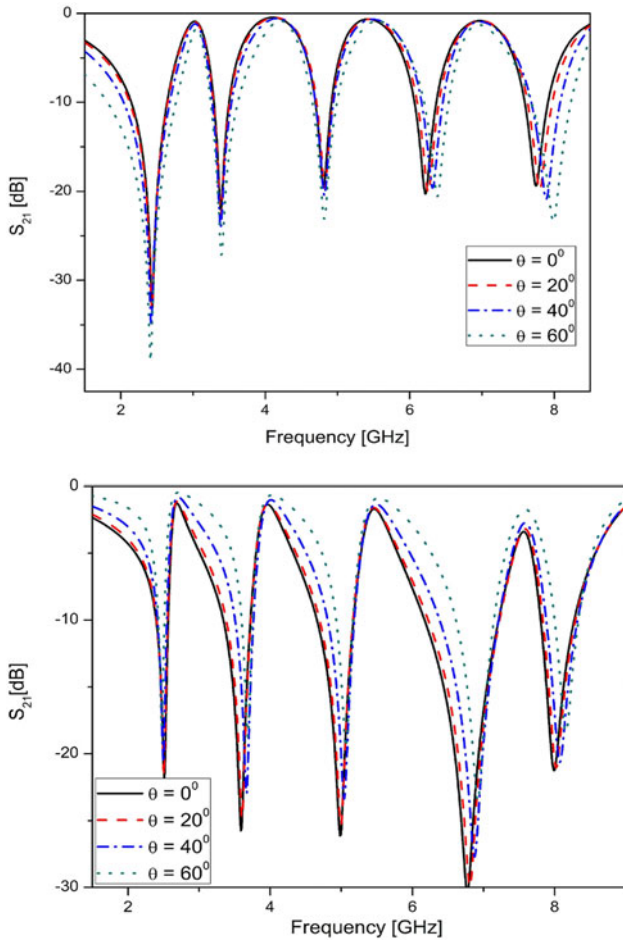 0
-10
-20
-30
-40
S21 [dB]
θ = 0⁰
θ = 20⁰
θ = 40⁰
θ = 60⁰
2 4 6 8
Frequency [GHz]
0
-10
-20
-30
S21[dB]
θ = 0⁰
θ = 20⁰
θ = 40⁰
θ = 60⁰
2 4 6 8
Frequency [GHz]